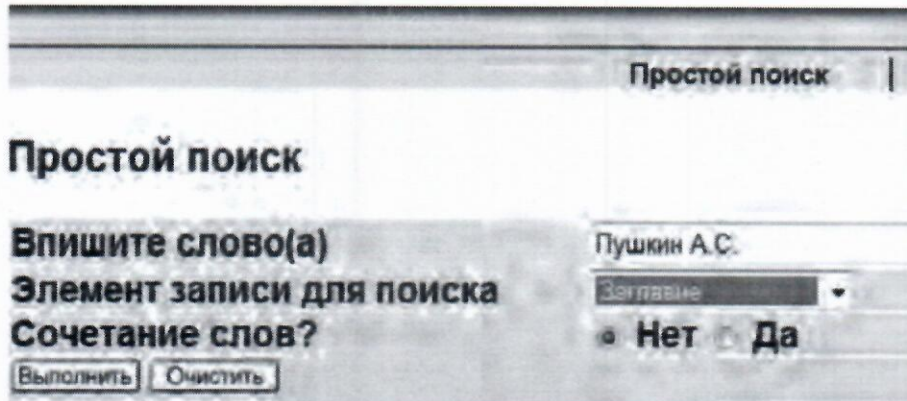 Простой поиск
Простой поиск
Впишите слово(а) Пушкин А.С.
Элемент записи для поиска Заглавие
Сочетание слов? Нет Да
Выполнить Очистить